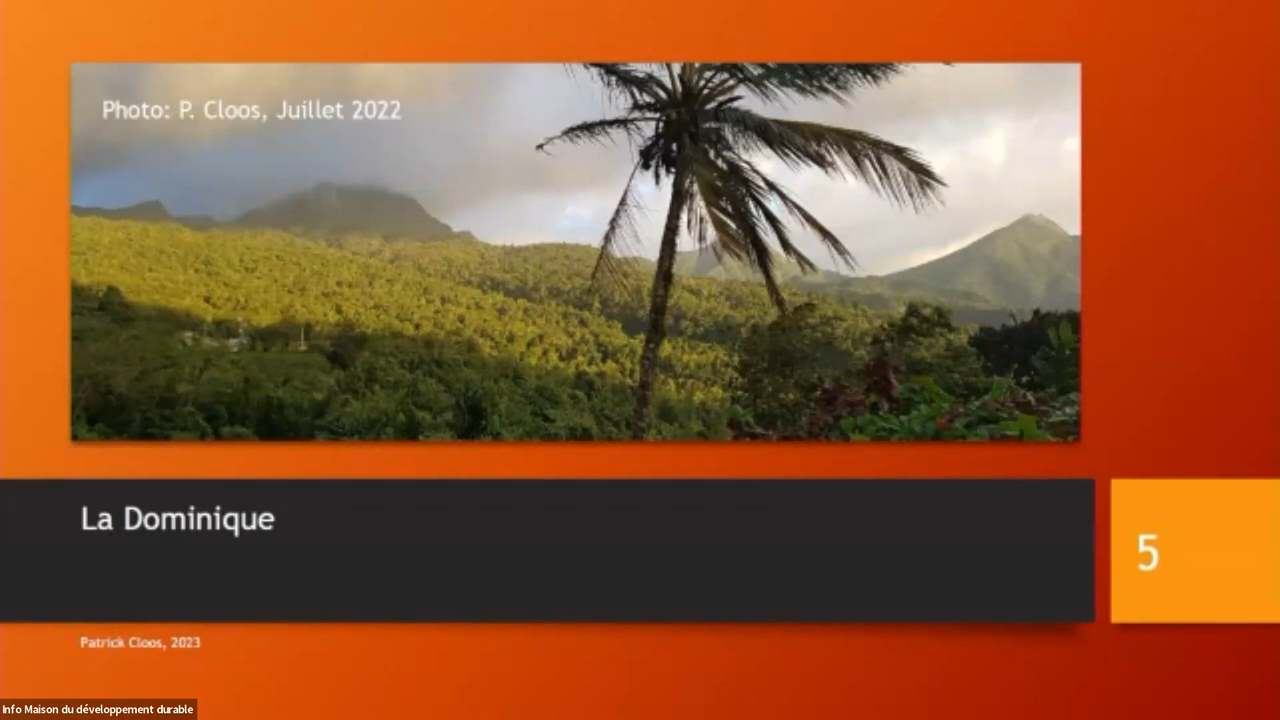 Photo: P. Cloos, Juillet 2022
La Dominique
5
Patrick Cloos, 2023
Info Maison du développement durable